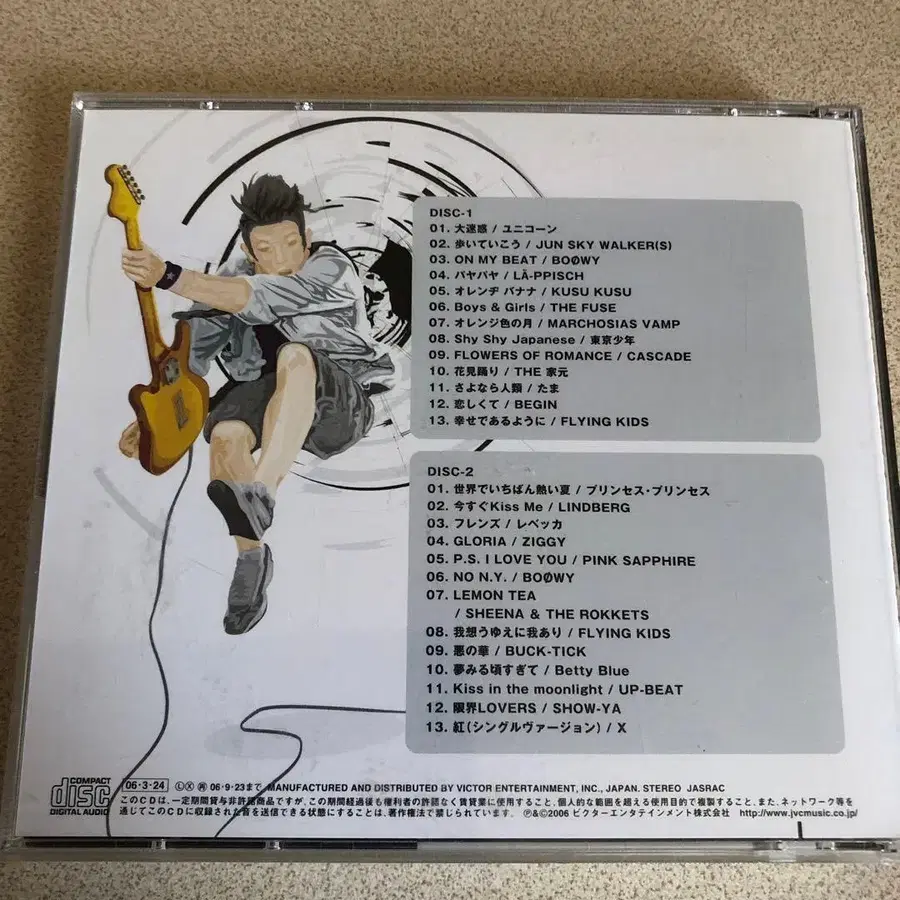 DISC-1
01. 大迷惑 / ユニコーン
02. 歩いていこう / JUN SKY WALKER(S)
03. ON MY BEAT / BOØWY
04. パヤパヤ / LÄ-PPISCH
05. オレンヂ バナナ / KUSU KUSU
06. Boys & Girls / THE FUSE
07. オレンジ色の月 / MARCHOSIAS VAMP
08. Shy Shy Japanese / 東京少年
09. FLOWERS OF ROMANCE / CASCADE
10. 花見踊り / THE 家元
11. さよなら人類 / たま
12. 恋しくて / BEGIN
13. 幸せであるように / FLYING KIDS
DISC-2
01. 世界でいちばん熱い夏 / プリンセス・プリンセス
02. 今すぐKiss Me / LINDBERG
03. フレンズ / レベッカ
04. GLORIA / ZIGGY
05. P.S. I LOVE YOU / PINK SAPPHIRE
06. NO N.Y. / BOØWY
07. LEMON TEA
/ SHEENA & THE ROKKETS
08. 我想うゆえに我あり / FLYING KIDS
09. 悪の華 / BUCK-TICK
10. 夢みる頃すぎて / Betty Blue
11. Kiss in the moonlight / UP-BEAT
12. 限界LOVERS / SHOW-YA
13. 紅(シングルヴァージョン) / X
COMPACT
disc
DIGITAL AUDIO
06・3・24 Ⓛ Ⓧ 再 06・9・23まで MANUFACTURED AND DISTRIBUTED BY VICTOR ENTERTAINMENT, INC., JAPAN. STEREO JASRAC
このCDは、一定期間貸与非許諾商品ですが、この期間経過後も権利者の許諾なく賃貸業に使用すること、個人的な範囲を超える使用目的で複製すること、また、ネットワーク等を
通じてこのCDに収録された音を送信できる状態にすることは、著作権法で禁じられています。 ℗&©2006 ビクターエンタテインメント株式会社 http://www.jvcmusic.co.jp/